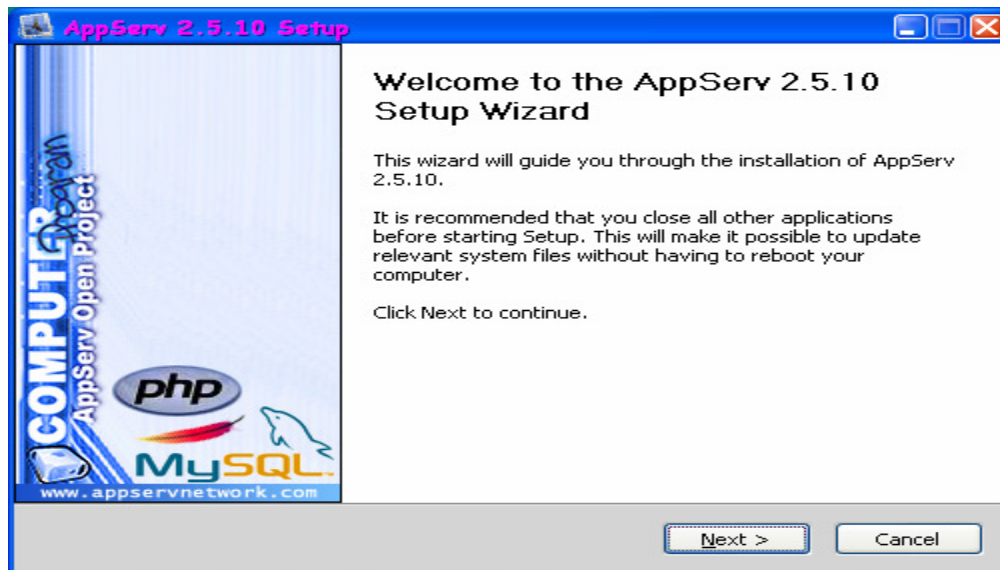 AppServ 2.5.10 Setup
Welcome to the AppServ 2.5.10
Setup Wizard
This wizard will guide you through the installation of AppServ
2.5.10.
It is recommended that you close all other applications
before starting Setup. This will make it possible to update
relevant system files without having to reboot your
computer.
Click Next to continue.
COMPUTER
Program
AppServ Open Project
php
MySQL
www.appservnetwork.com
Next >
Cancel